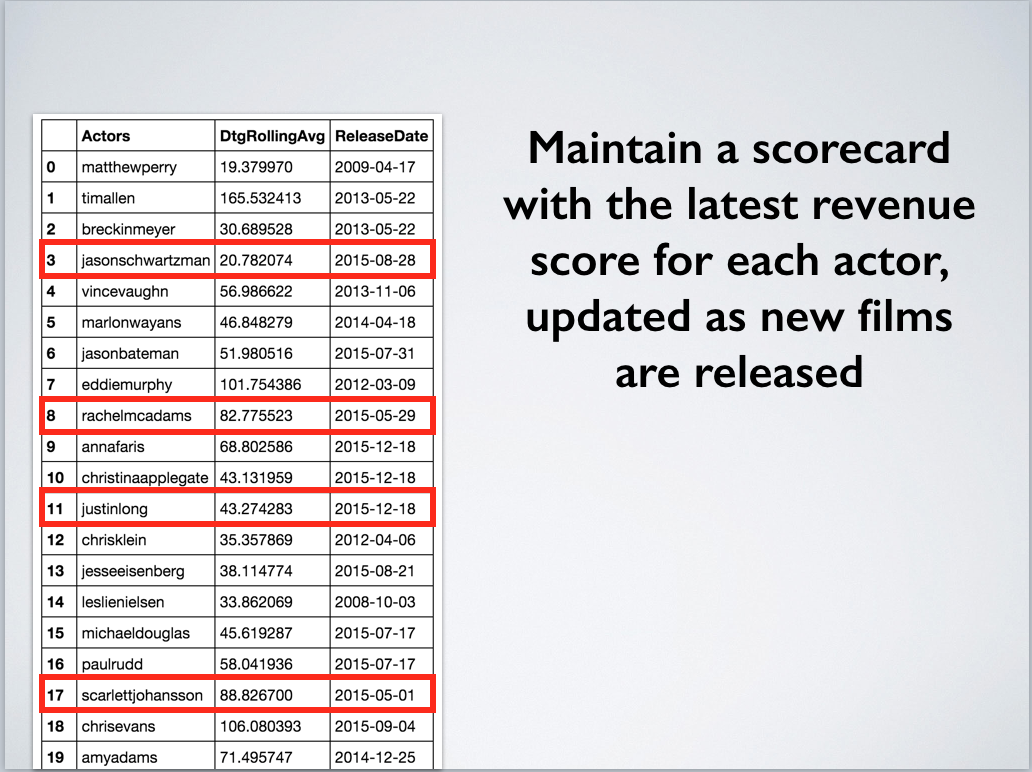 Actors DtgRollingAvg ReleaseDate
0 matthewperry 19.379970 2009-04-17
1 timallen 165.532413 2013-05-22
2 breckinmeyer 30.689528 2013-05-22
3 jasonschwartzman 20.782074 2015-08-28
4 vincevaughn 56.986622 2013-11-06
5 marlonwayans 46.848279 2014-04-18
6 jasonbateman 51.980516 2015-07-31
7 eddiemurphy 101.754386 2012-03-09
8 rachelmcadams 82.775523 2015-05-29
9 annafaris 68.802586 2015-12-18
10 christinaapplegate 43.131959 2015-12-18
11 justinlong 43.274283 2015-12-18
12 chrisklein 35.357869 2012-04-06
13 jesseeisenberg 38.114774 2015-08-21
14 leslienielsen 33.862069 2008-10-03
15 michaeldouglas 45.619287 2015-07-17
16 paulrudd 58.041936 2015-07-17
17 scarlettjohansson 88.826700 2015-05-01
18 chrisevans 106.080393 2015-09-04
19 amyadams 71.495747 2014-12-25
Maintain a scorecard
with the latest revenue
score for each actor,
updated as new films
are released